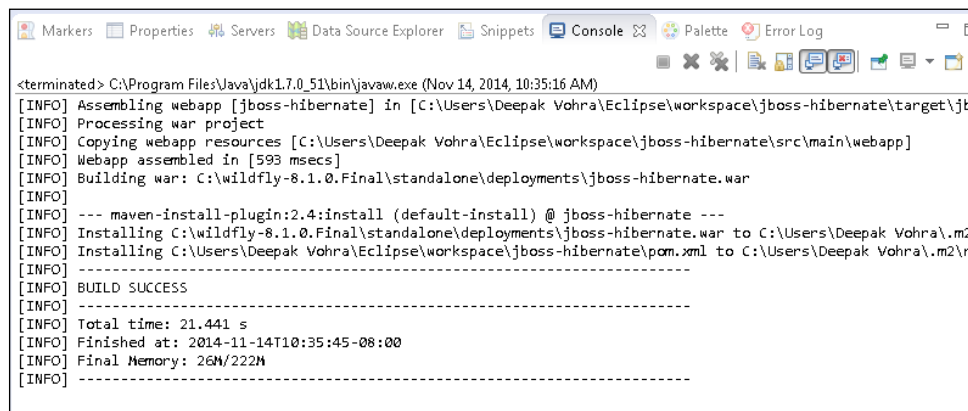 Markers Properties Servers Data Source Explorer Snippets Console Palette Error Log
<terminated> C:\Program Files\Java\jdk1.7.0_51\bin\javaw.exe (Nov 14, 2014, 10:35:16 AM)
[INFO] Assembling webapp [jboss-hibernate] in [C:\Users\Deepak Vohra\Eclipse\workspace\jboss-hibernate\target\jb
[INFO] Processing war project
[INFO] Copying webapp resources [C:\Users\Deepak Vohra\Eclipse\workspace\jboss-hibernate\src\main\webapp]
[INFO] Webapp assembled in [593 msecs]
[INFO] Building war: C:\wildfly-8.1.0.Final\standalone\deployments\jboss-hibernate.war
[INFO]
[INFO] --- maven-install-plugin:2.4:install (default-install) @ jboss-hibernate ---
[INFO] Installing C:\wildfly-8.1.0.Final\standalone\deployments\jboss-hibernate.war to C:\Users\Deepak Vohra\.m2
[INFO] Installing C:\Users\Deepak Vohra\Eclipse\workspace\jboss-hibernate\pom.xml to C:\Users\Deepak Vohra\.m2\r
[INFO] ------------------------------------------------------------------------
[INFO] BUILD SUCCESS
[INFO] ------------------------------------------------------------------------
[INFO] Total time: 21.441 s
[INFO] Finished at: 2014-11-14T10:35:45-08:00
[INFO] Final Memory: 26M/222M
[INFO] ------------------------------------------------------------------------